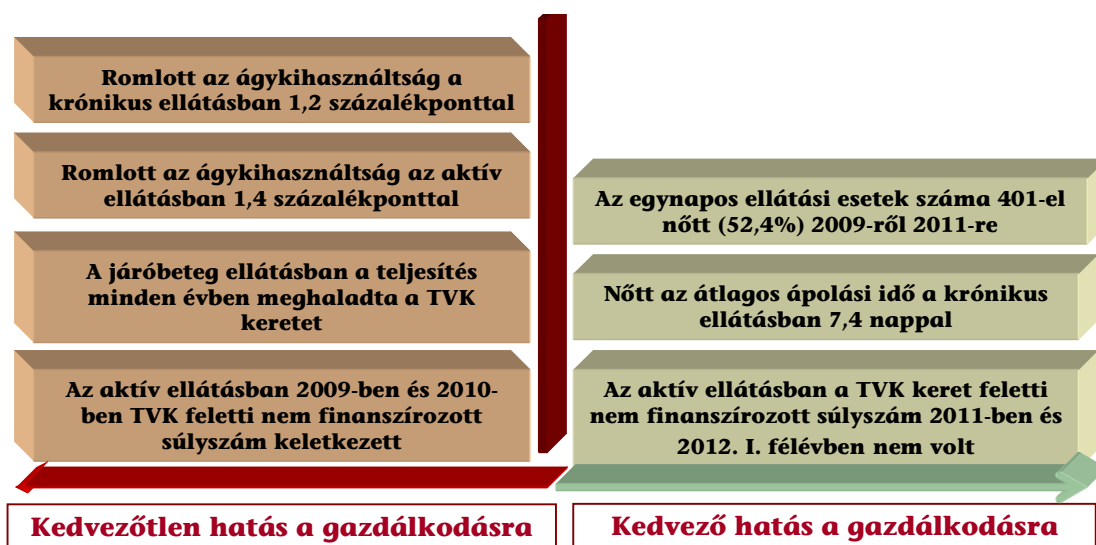 Romlott az ágykihasználtság a
krónikus ellátásban 1,2 százalékponttal
Romlott az ágykihasználtság az aktív
ellátásban 1,4 százalékponttal
A járóbeteg ellátásban a teljesítés
minden évben meghaladta a TVK
keretet
Az aktív ellátásban 2009-ben és 2010-
ben TVK feletti nem finanszírozott
súlyszám keletkezett
Kedvezőtlen hatás a gazdálkodásra
Az egynapos ellátási esetek száma 401-el
nőtt (52,4%) 2009-ről 2011-re
Nőtt az átlagos ápolási idő a krónikus
ellátásban 7,4 nappal
Az aktív ellátásban a TVK keret feletti
nem finanszírozott súlyszám 2011-ben és
2012. I. félévben nem volt
Kedvező hatás a gazdálkodásra